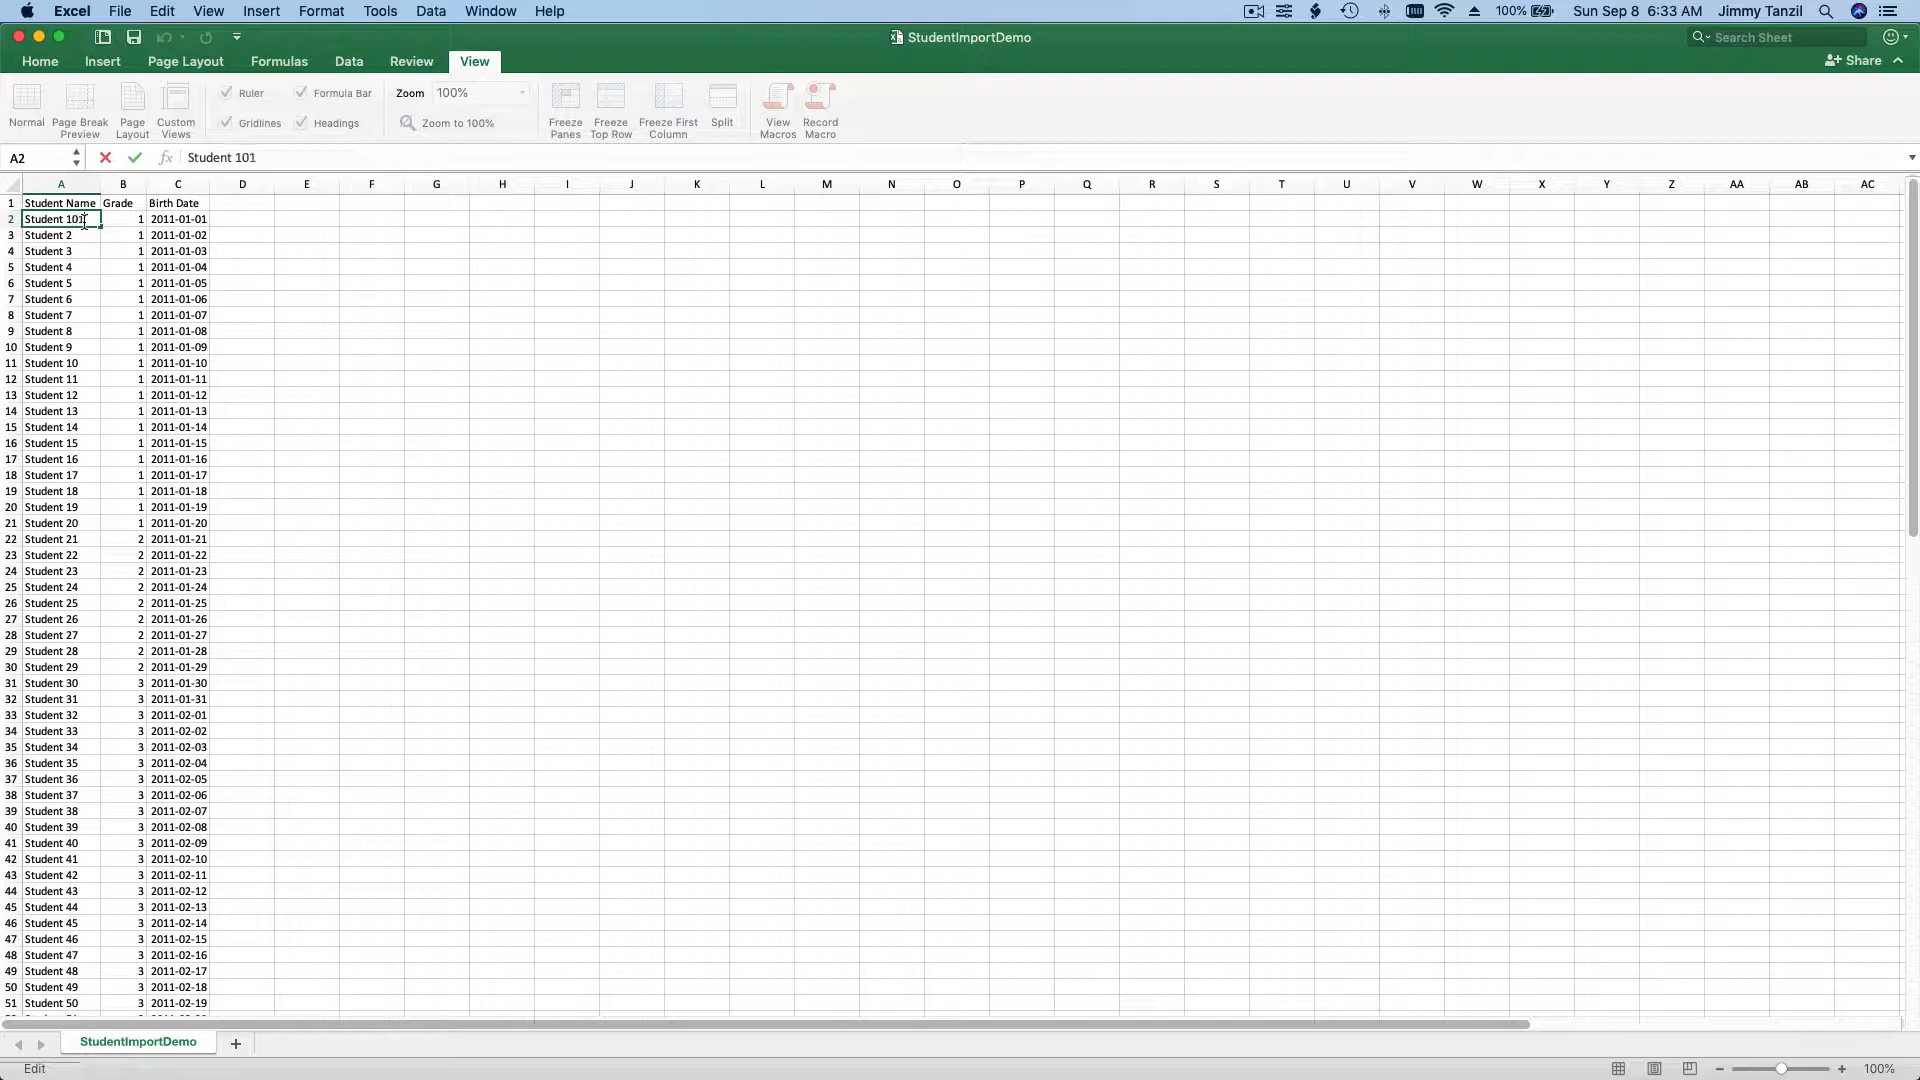 Excel File Edit View Insert Format Tools Data Window Help 100% Sun Sep 8 6:33 AM Jimmy Tanzil
StudentImportDemo Search Sheet
Home Insert Page Layout Formulas Data Review View Share
Ruler Formula Bar Zoom 100%
Gridlines Headings Zoom to 100%
Normal Page Break Preview Page Layout Custom Views Freeze Panes Freeze Top Row Freeze First Column Split View Macros Record Macro
A2 fx Student 101
A B C D E F G H I J K L M N O P Q R S T U V W X Y Z AA AB AC
1 Student Name Grade Birth Date
2 Student 101 1 2011-01-01
3 Student 2 1 2011-01-02
4 Student 3 1 2011-01-03
5 Student 4 1 2011-01-04
6 Student 5 1 2011-01-05
7 Student 6 1 2011-01-06
8 Student 7 1 2011-01-07
9 Student 8 1 2011-01-08
10 Student 9 1 2011-01-09
11 Student 10 1 2011-01-10
12 Student 11 1 2011-01-11
13 Student 12 1 2011-01-12
14 Student 13 1 2011-01-13
15 Student 14 1 2011-01-14
16 Student 15 1 2011-01-15
17 Student 16 1 2011-01-16
18 Student 17 1 2011-01-17
19 Student 18 1 2011-01-18
20 Student 19 1 2011-01-19
21 Student 20 1 2011-01-20
22 Student 21 2 2011-01-21
23 Student 22 2 2011-01-22
24 Student 23 2 2011-01-23
25 Student 24 2 2011-01-24
26 Student 25 2 2011-01-25
27 Student 26 2 2011-01-26
28 Student 27 2 2011-01-27
29 Student 28 2 2011-01-28
30 Student 29 2 2011-01-29
31 Student 30 3 2011-01-30
32 Student 31 3 2011-01-31
33 Student 32 3 2011-02-01
34 Student 33 3 2011-02-02
35 Student 34 3 2011-02-03
36 Student 35 3 2011-02-04
37 Student 36 3 2011-02-05
38 Student 37 3 2011-02-06
39 Student 38 3 2011-02-07
40 Student 39 3 2011-02-08
41 Student 40 3 2011-02-09
42 Student 41 3 2011-02-10
43 Student 42 3 2011-02-11
44 Student 43 3 2011-02-12
45 Student 44 3 2011-02-13
46 Student 45 3 2011-02-14
47 Student 46 3 2011-02-15
48 Student 47 3 2011-02-16
49 Student 48 3 2011-02-17
50 Student 49 3 2011-02-18
51 Student 50 3 2011-02-19
StudentImportDemo
Edit 100%